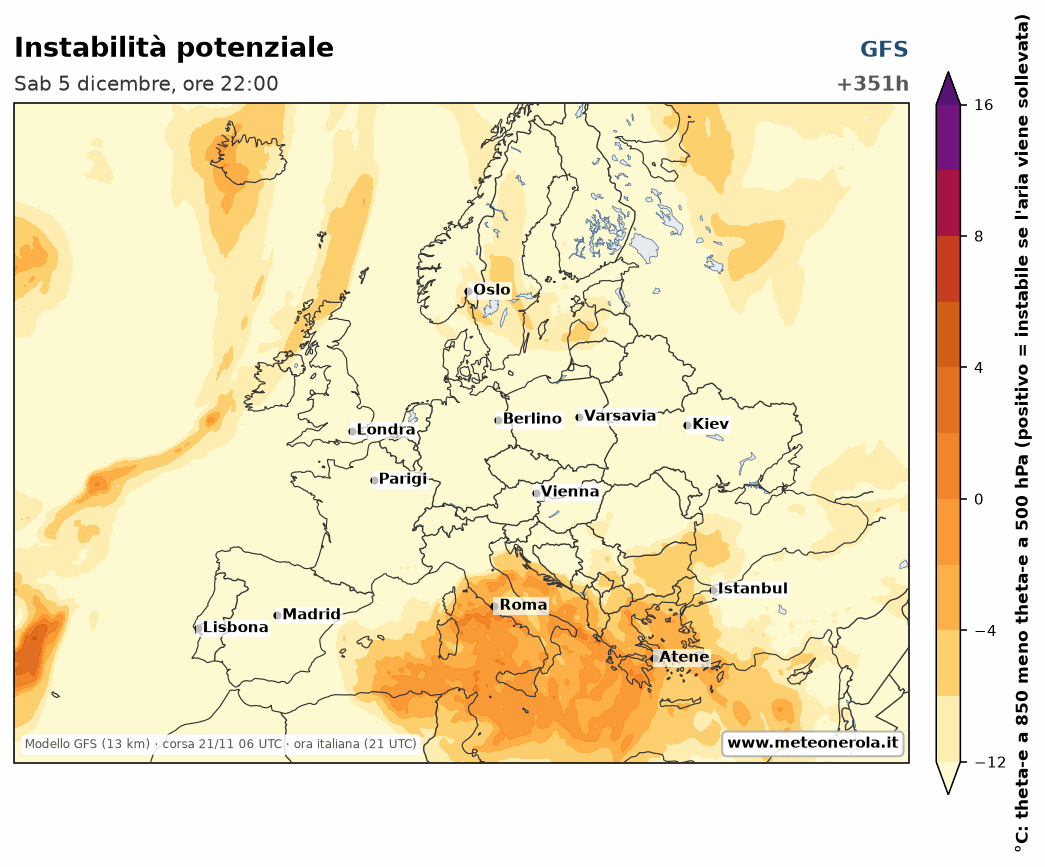 Instabilità potenziale
GFS
Sab 5 dicembre, ore 22:00
+351h
Oslo
Berlino
Varsavia
Kiev
Londra
Parigi
Vienna
Istanbul
Roma
Madrid
Lisbona
Atene
Modello GFS (13 km) · corsa 21/11 06 UTC · ora italiana (21 UTC)
www.meteonerola.it
16
8
4
0
−4
−12
°C: theta-e a 850 meno theta-e a 500 hPa (positivo = instabile se l'aria viene sollevata)